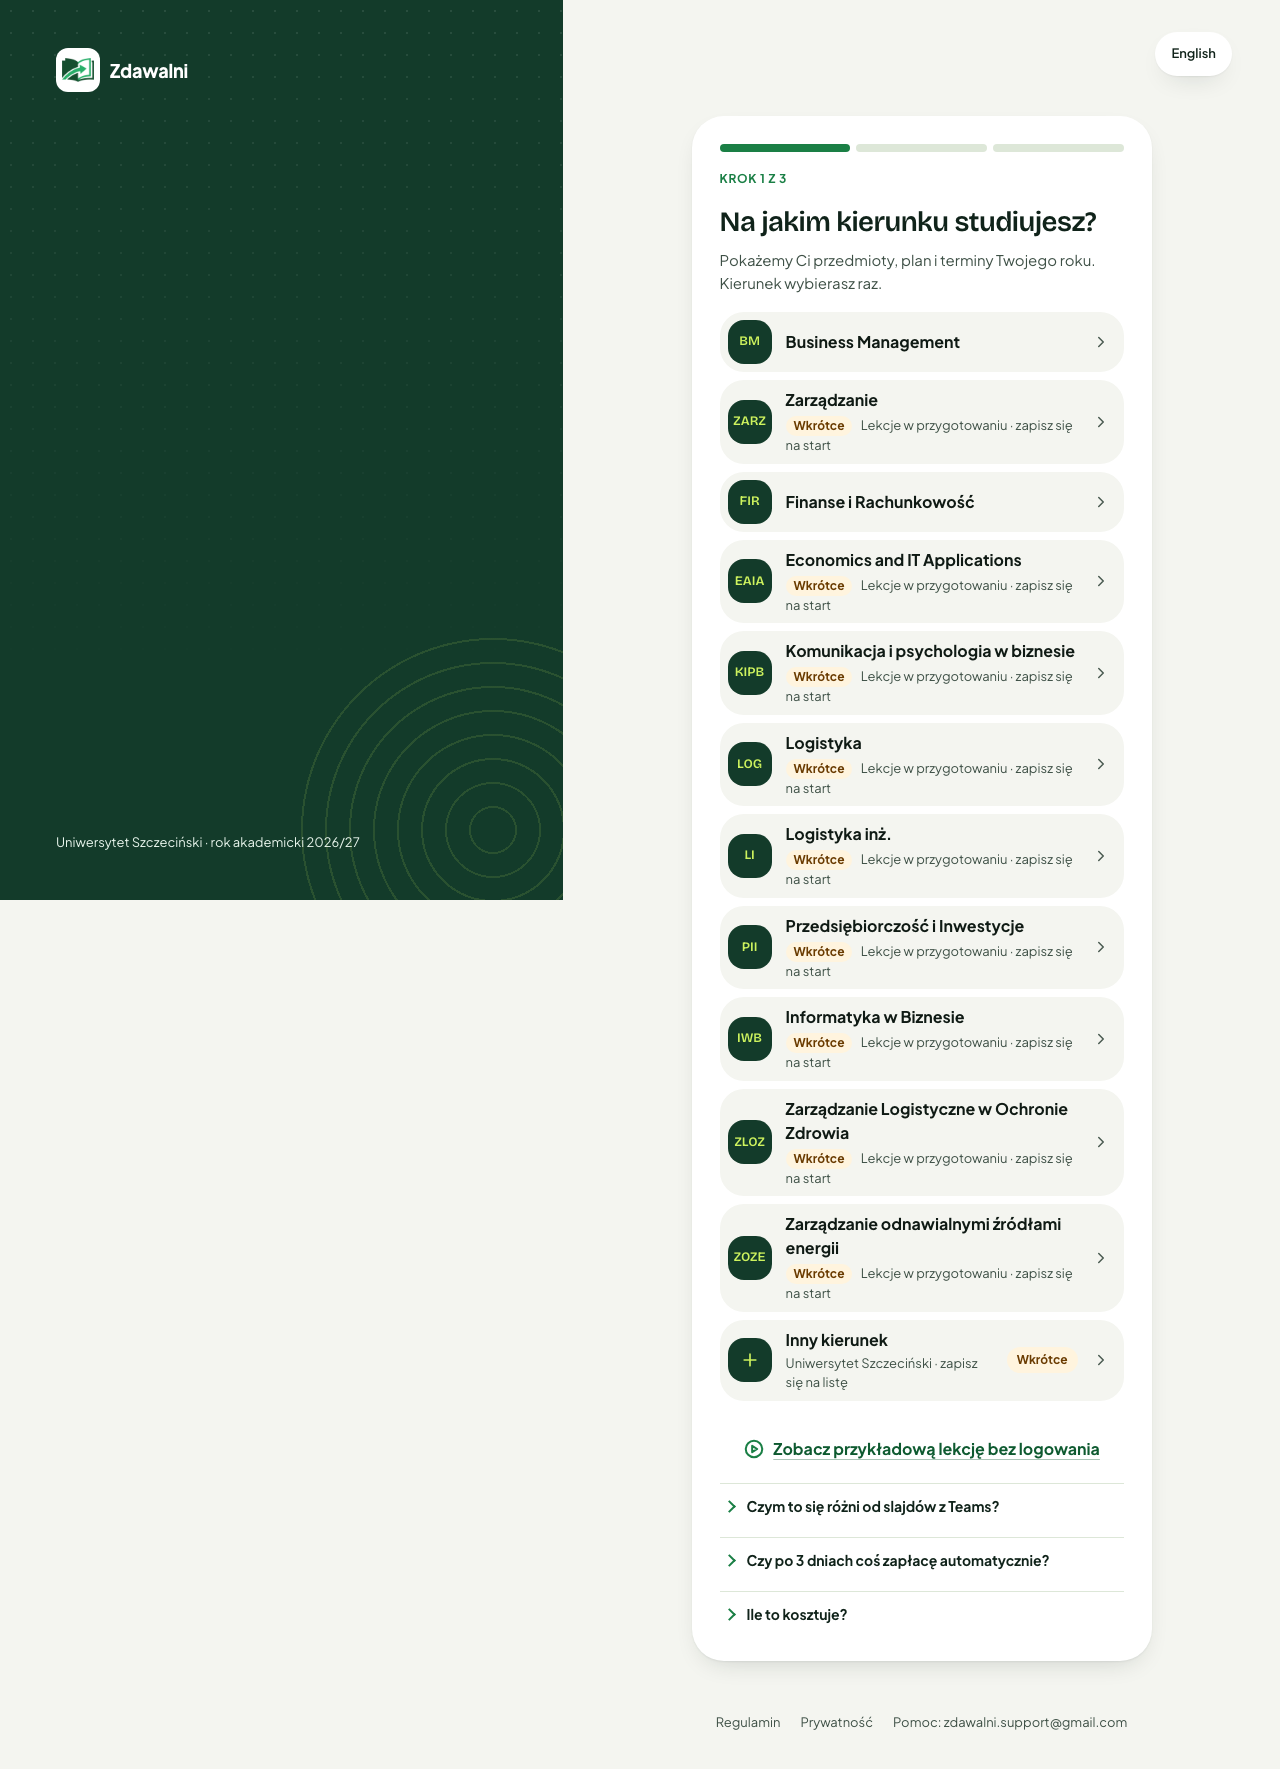 Zdawalni
English
KROK 1 Z 3
Na jakim kierunku studiujesz?
Pokażemy Ci przedmioty, plan i terminy Twojego roku.
Kierunek wybierasz raz.
BM
Business Management
ZARZ
Zarządzanie
Wkrótce Lekcje w przygotowaniu · zapisz się
na start
FIR
Finanse i Rachunkowość
EAIA
Economics and IT Applications
Wkrótce Lekcje w przygotowaniu · zapisz się
na start
KIPB
Komunikacja i psychologia w biznesie
Wkrótce Lekcje w przygotowaniu · zapisz się
na start
LOG
Logistyka
Wkrótce Lekcje w przygotowaniu · zapisz się
na start
LI
Logistyka inż.
Wkrótce Lekcje w przygotowaniu · zapisz się
na start
PII
Przedsiębiorczość i Inwestycje
Wkrótce Lekcje w przygotowaniu · zapisz się
na start
IWB
Informatyka w Biznesie
Wkrótce Lekcje w przygotowaniu · zapisz się
na start
ZLOZ
Zarządzanie Logistyczne w Ochronie
Zdrowia
Wkrótce Lekcje w przygotowaniu · zapisz się
na start
ZOZE
Zarządzanie odnawialnymi źródłami
energii
Wkrótce Lekcje w przygotowaniu · zapisz się
na start
Inny kierunek
Uniwersytet Szczeciński · zapisz
się na listę
Wkrótce
Zobacz przykładową lekcję bez logowania
Czym to się różni od slajdów z Teams?
Czy po 3 dniach coś zapłacę automatycznie?
Ile to kosztuje?
Uniwersytet Szczeciński · rok akademicki 2026/27
Regulamin Prywatność Pomoc: zdawalni.support@gmail.com